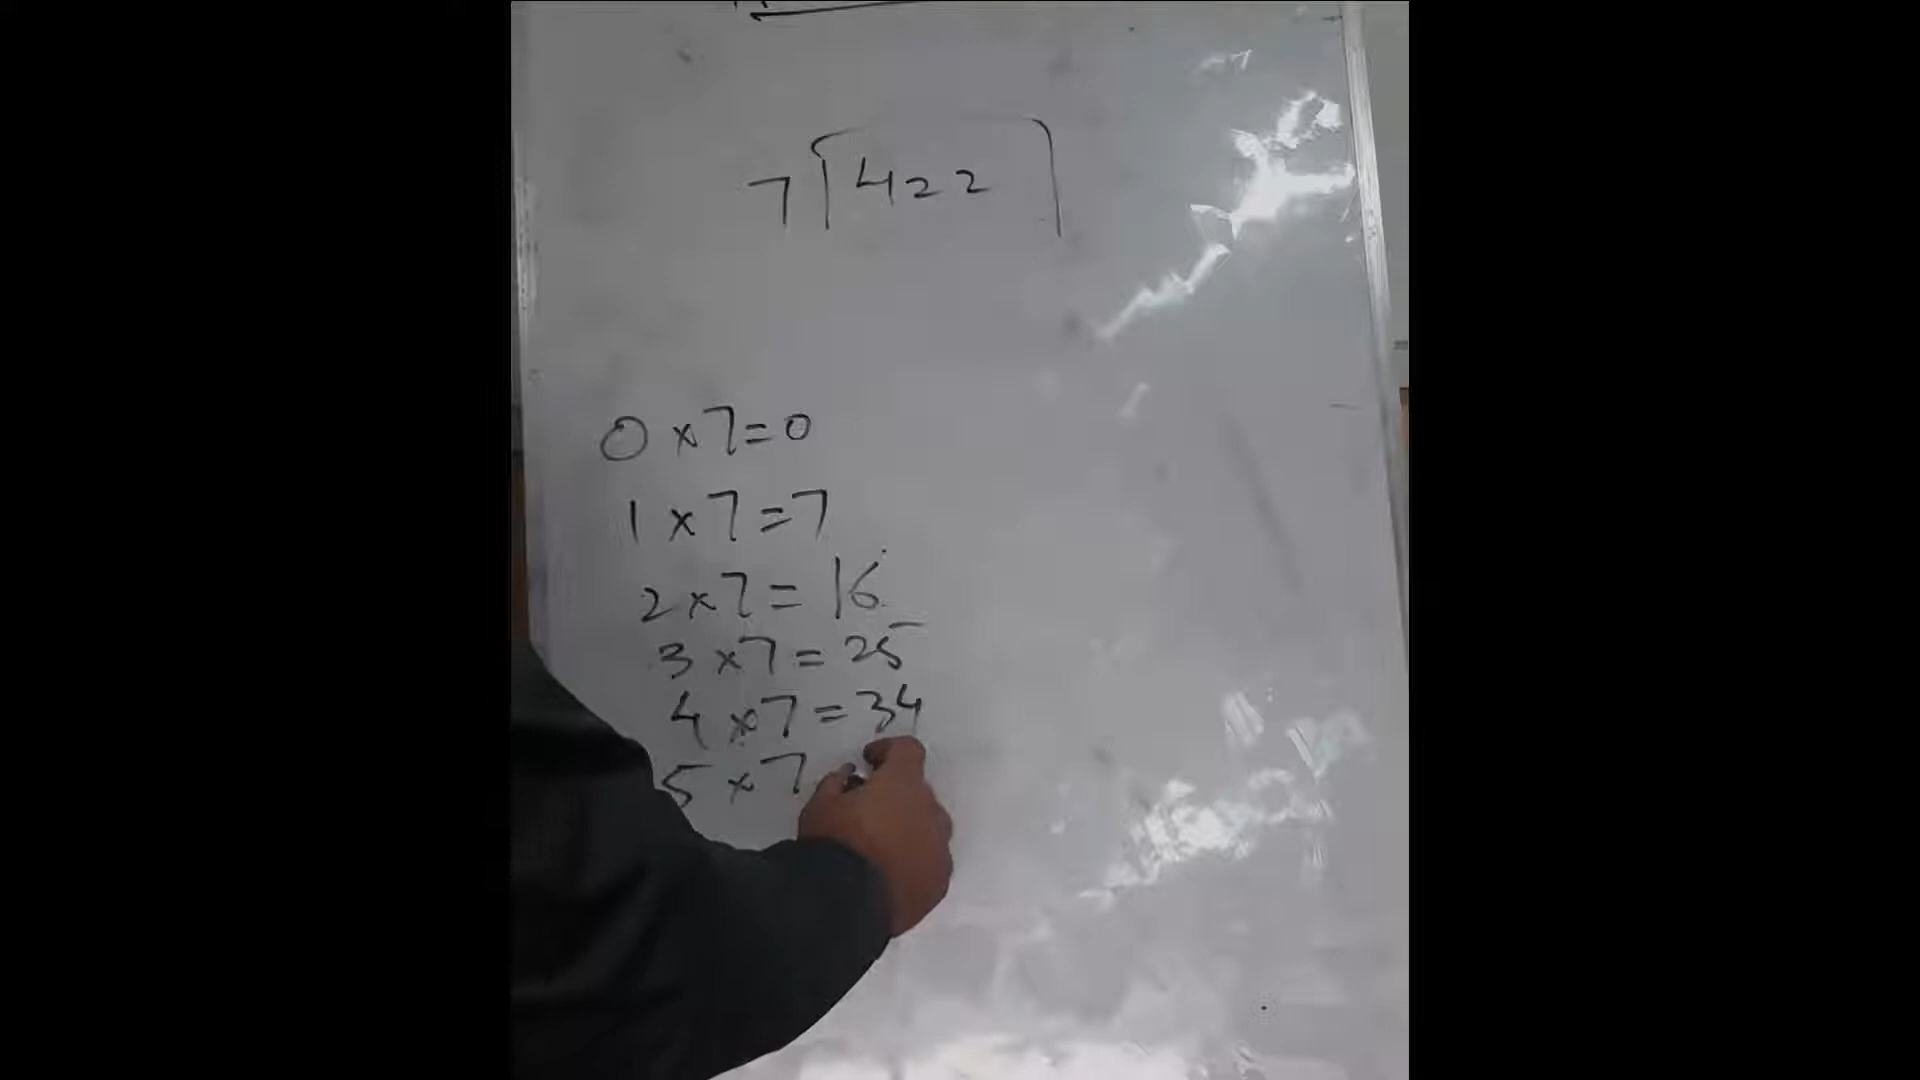 7 422
0 x 7 = 0
1 x 7 = 7
2 x 7 = 16
3 x 7 = 25
4 x 7 = 34
5 x 7